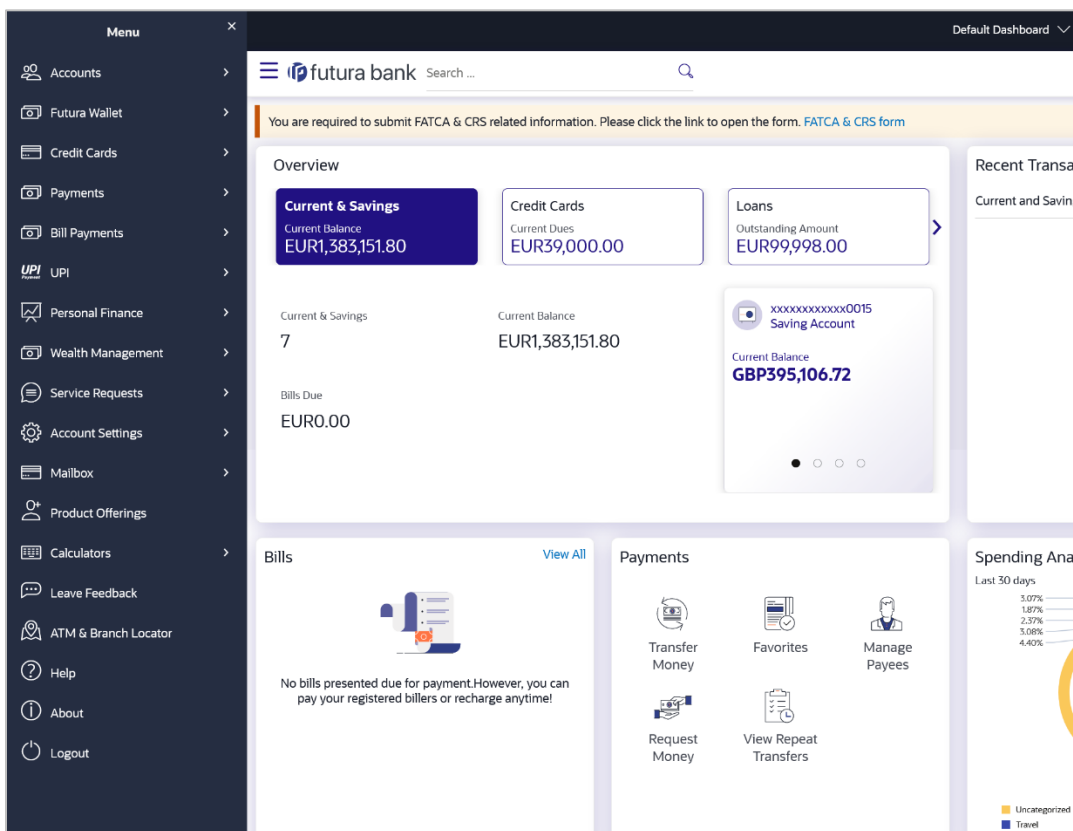 Menu
×
Accounts
Futura Wallet
Credit Cards
Payments
Bill Payments
UPI UPI
Personal Finance
Wealth Management
Service Requests
Account Settings
Mailbox
Product Offerings
Calculators
Leave Feedback
ATM & Branch Locator
Help
About
Logout
Default Dashboard
futura bank
Search ...
You are required to submit FATCA & CRS related information. Please click the link to open the form. FATCA & CRS form
Overview
Current & Savings
Current Balance
EUR1,383,151.80
Credit Cards
Current Dues
EUR39,000.00
Loans
Outstanding Amount
EUR99,998.00
Current & Savings
7
Current Balance
EUR1,383,151.80
Bills Due
EUR0.00
xxxxxxxxxxxx0015
Saving Account
Current Balance
GBP395,106.72
Recent Transa
Current and Savin
Bills
View All
No bills presented due for payment.However, you can
pay your registered billers or recharge anytime!
Payments
Transfer
Money
Favorites
Manage
Payees
Request
Money
View Repeat
Transfers
Spending Ana
Last 30 days
3.07%
1.87%
2.37%
3.08%
4.40%
Uncategorized
Travel